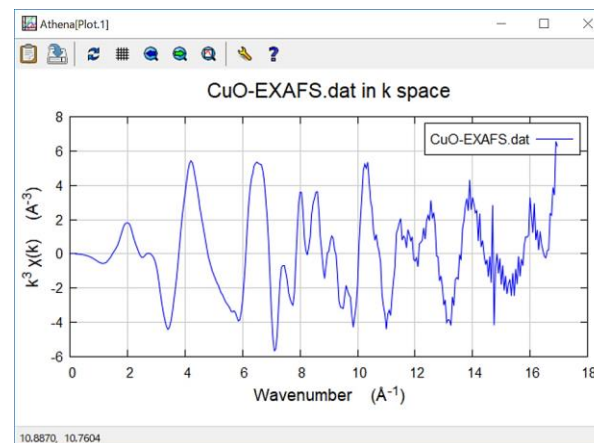 Athena[Plot.1]
CuO-EXAFS.dat in k space
CuO-EXAFS.dat
8
6
4
2
0
-2
-4
-6
k³ χ(k) (A⁻³)
0 2 4 6 8 10 12 14 16 18
Wavenumber (Å⁻¹)
10.8870, 10.7604